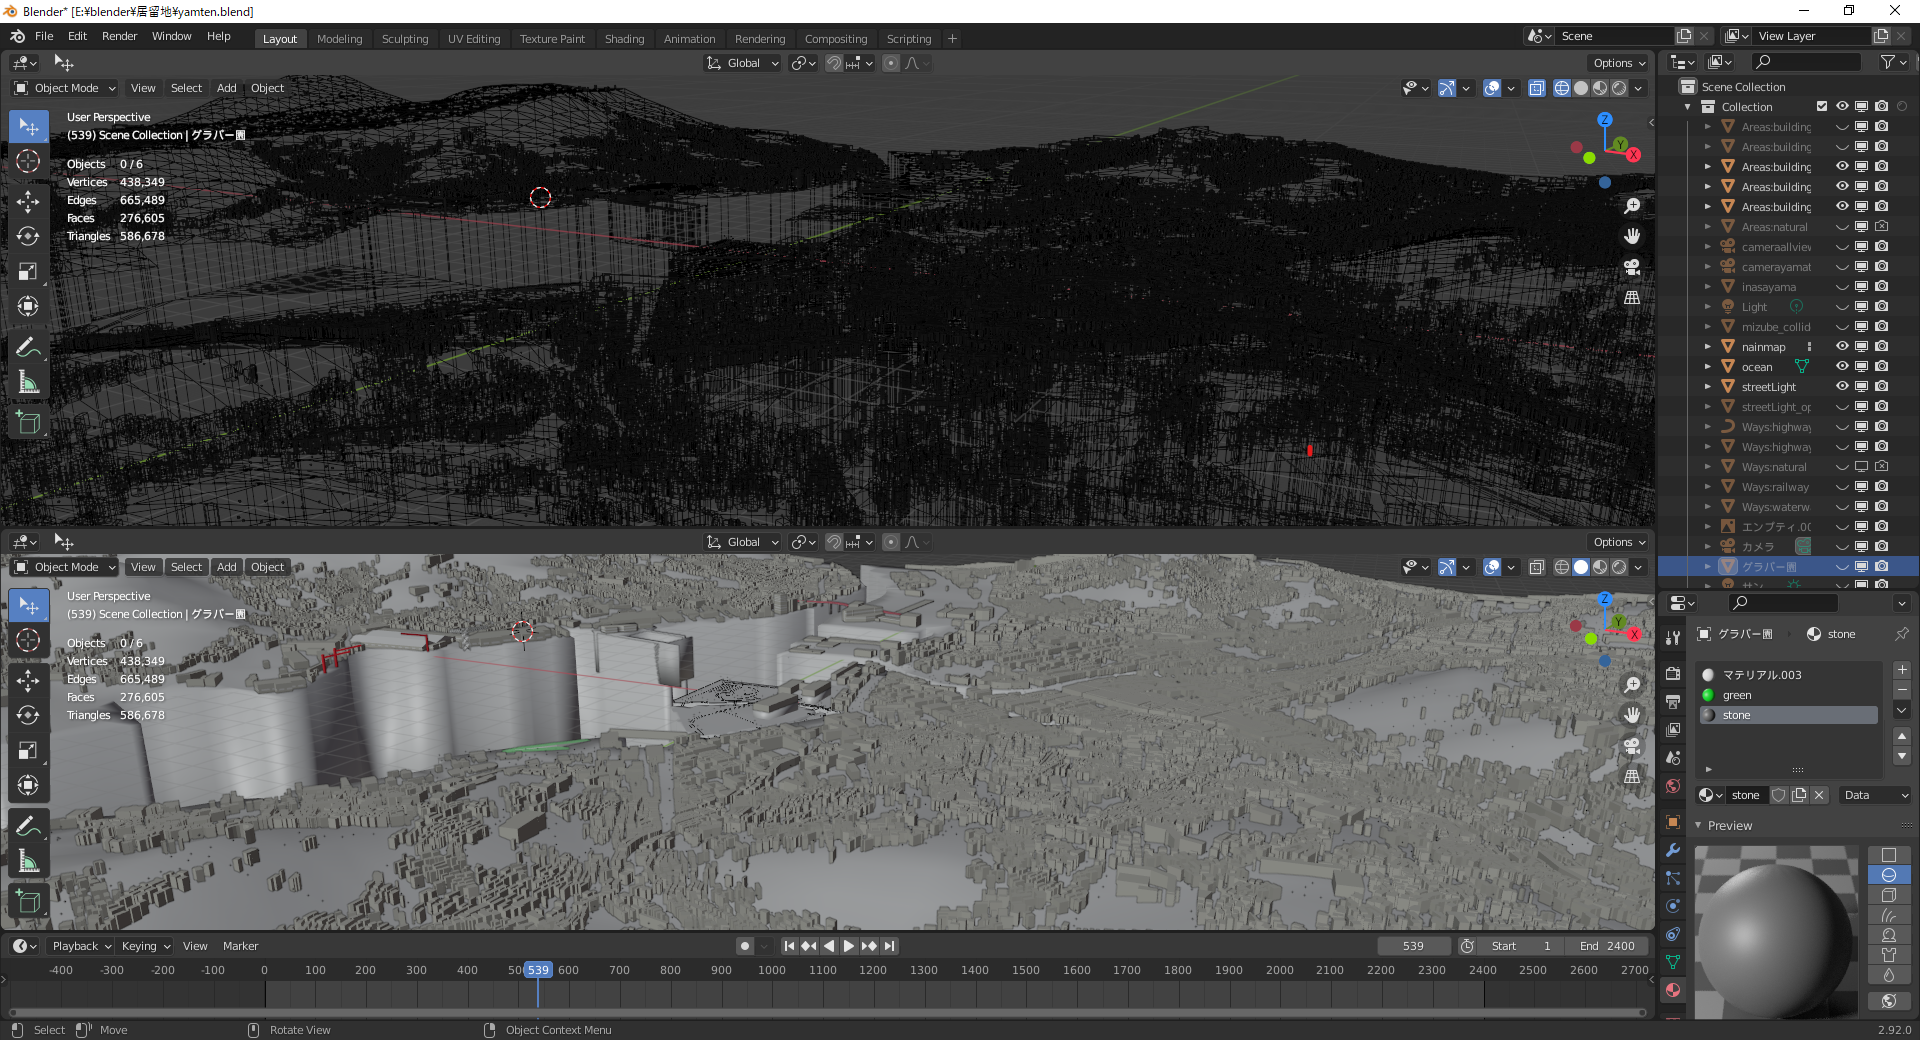 Blender* [E:¥blender¥居留地¥yamten.blend]
File Edit Render Window Help
Layout Modeling Sculpting UV Editing Texture Paint Shading Animation Rendering Compositing Scripting +
Scene
View Layer
Global
Options
Object Mode View Select Add Object
User Perspective
(539) Scene Collection | グラバー園
Objects 0 / 6
Vertices 438,349
Edges 665,489
Faces 276,605
Triangles 586,678
Z
Y
X
Global
Options
Object Mode View Select Add Object
User Perspective
(539) Scene Collection | グラバー園
Objects 0 / 6
Vertices 438,349
Edges 665,489
Faces 276,605
Triangles 586,678
Z
Y
X
Playback Keying View Marker
539
Start 1
End 2400
-400 -300 -200 -100 0 100 200 300 400 50 539 600 700 800 900 1000 1100 1200 1300 1400 1500 1600 1700 1800 1900 2000 2100 2200 2300 2400 2500 2600 2700
Select Move Rotate View Object Context Menu
2.92.0
Scene Collection
Collection
Areas:building
Areas:building
Areas:building
Areas:building
Areas:building
Areas:natural
cameraallview
camerayamat
inasayama
Light
mizube_collid
nainmap
ocean
streetLight
streetLight_op
Ways:highway
Ways:highway
Ways:natural
Ways:railway
Ways:waterw
エンプティ.00
カメラ
グラバー園
サン
グラバー園
stone
マテリアル.003
green
stone
stone
Data
Preview